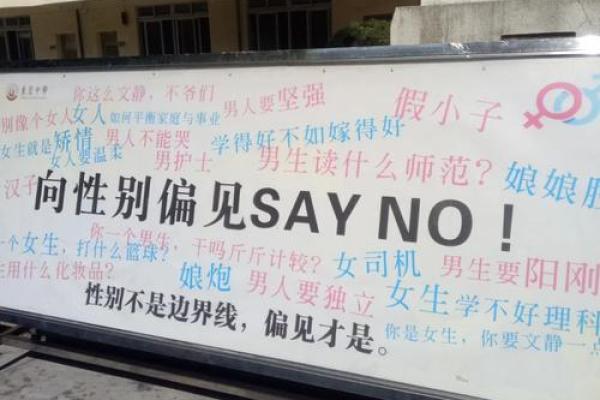 你这么文静，不爷们
男人要坚强
假小子
别像个女人
女人如何平衡家庭与事业
女生就是矫情
男人不能哭
学得好不如嫁得好
女人要温柔
男护士
男生读什么师范？
娘娘腔
汉子
向性别偏见SAY NO！
你一个男生，干吗斤斤计较？
一个女生，打什么篮球？
女司机
男生要阳刚
生用什么化妆品？
娘炮
男人要独立
女生学不好理科
性别不是边界线，偏见才是。
你是女生，你要文静一点